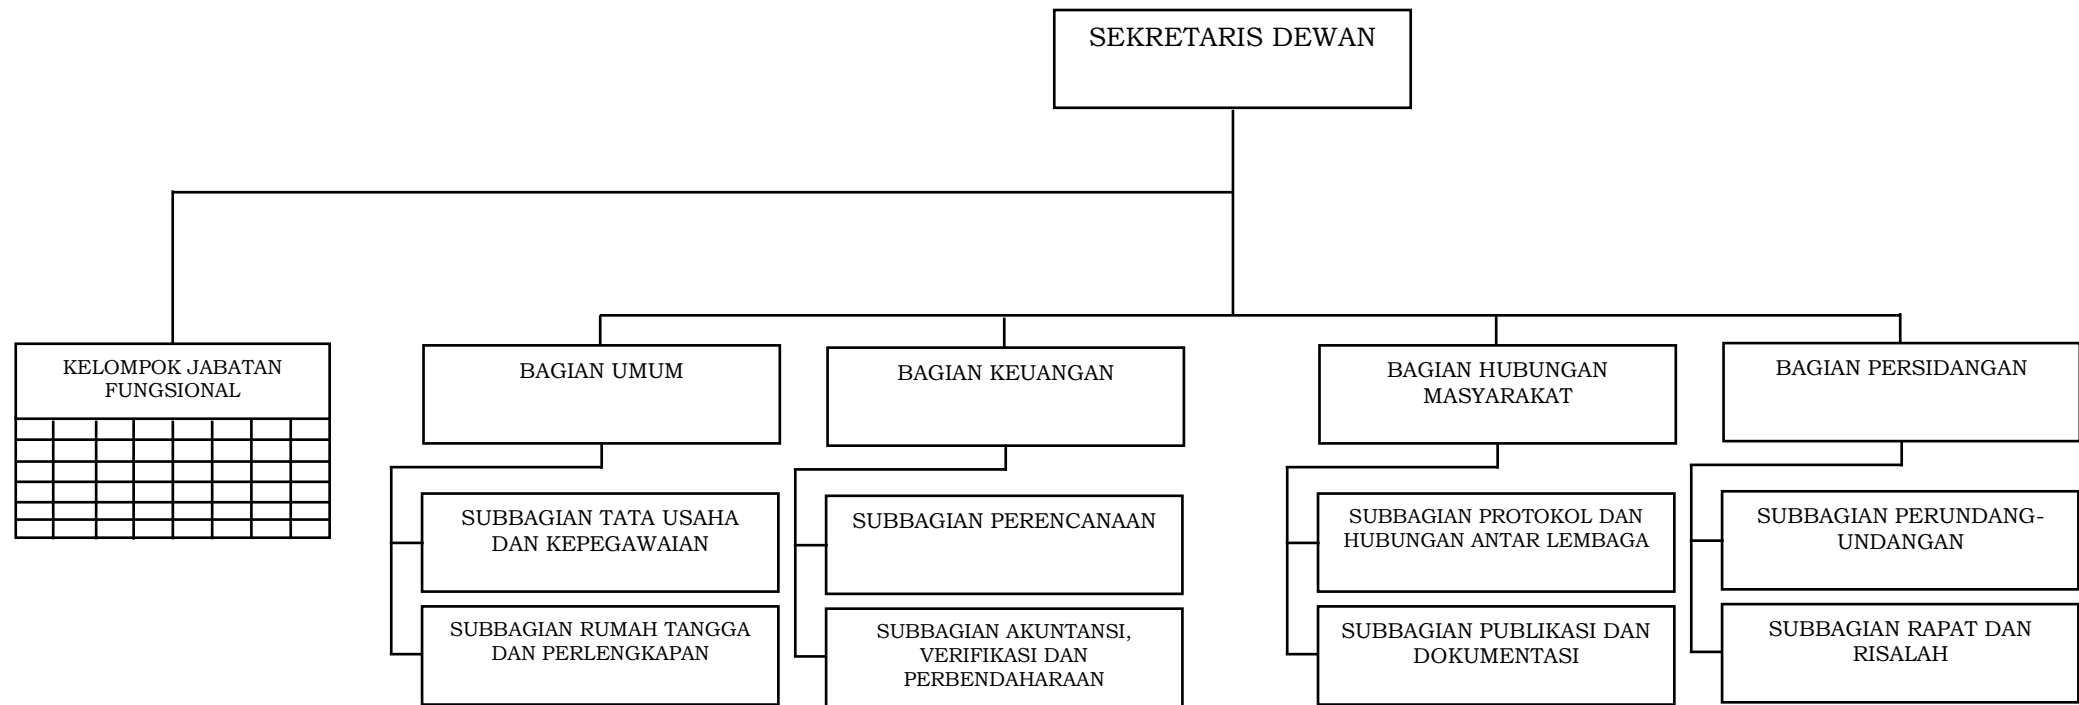 SEKRETARIS DEWAN
KELOMPOK JABATAN
FUNGSIONAL
BAGIAN UMUM
BAGIAN KEUANGAN
BAGIAN HUBUNGAN
MASYARAKAT
BAGIAN PERSIDANGAN
SUBBAGIAN TATA USAHA
DAN KEPEGAWAIAN
SUBBAGIAN PERENCANAAN
SUBBAGIAN PROTOKOL DAN
HUBUNGAN ANTAR LEMBAGA
SUBBAGIAN PERUNDANG-
UNDANGAN
SUBBAGIAN RUMAH TANGGA
DAN PERLENGKAPAN
SUBBAGIAN AKUNTANSI,
VERIFIKASI DAN
PERBENDAHARAAN
SUBBAGIAN PUBLIKASI DAN
DOKUMENTASI
SUBBAGIAN RAPAT DAN
RISALAH